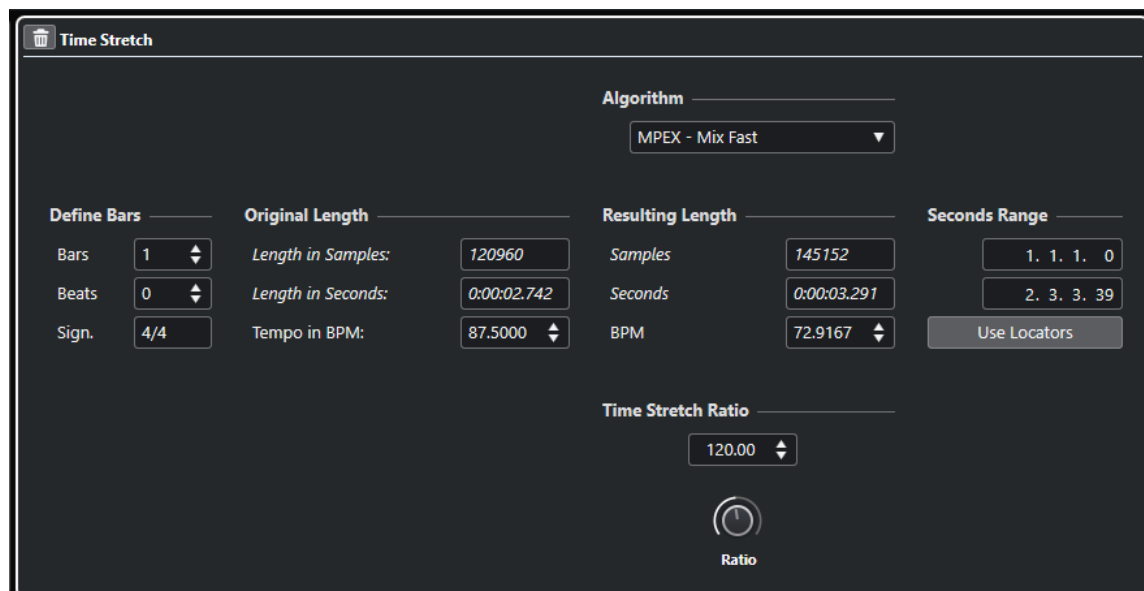 Time Stretch
Algorithm
MPEX - Mix Fast
Define Bars
Bars 1
Beats 0
Sign. 4/4
Original Length
Length in Samples: 120960
Length in Seconds: 0:00:02.742
Tempo in BPM: 87.5000
Resulting Length
Samples 145152
Seconds 0:00:03.291
BPM 72.9167
Seconds Range
1. 1. 1. 0
2. 3. 3. 39
Use Locators
Time Stretch Ratio
120.00
Ratio